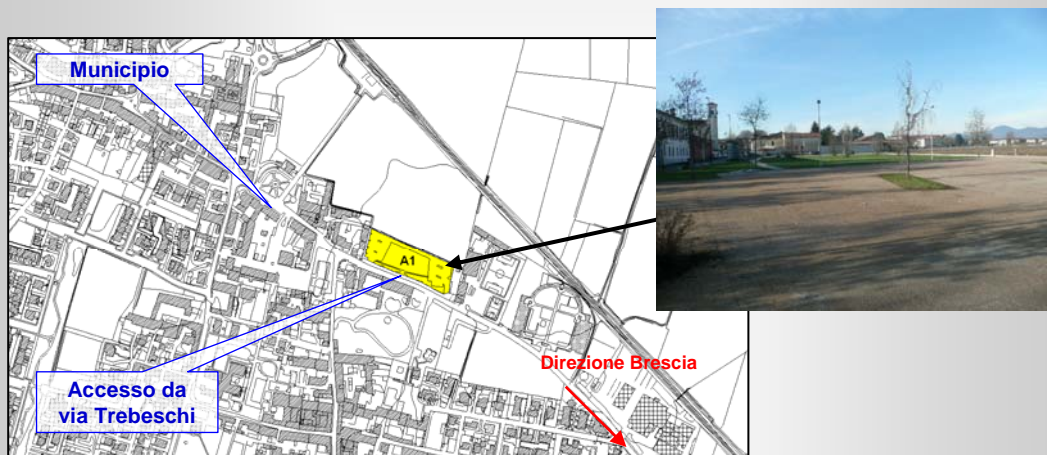 Municipio
A1
Direzione Brescia
Accesso da
via Trebeschi